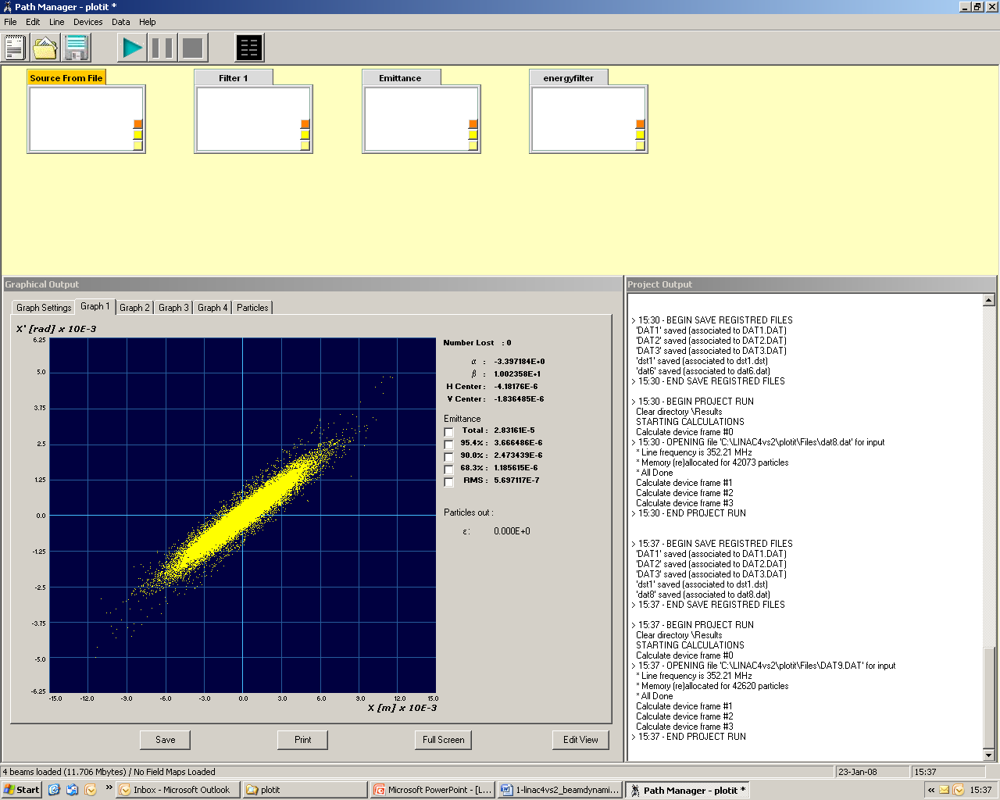 Path Manager - plotit *
File Edit Line Devices Data Help
Source From File
Filter 1
Emittance
energyfilter
Graphical Output
Graph Settings Graph 1 Graph 2 Graph 3 Graph 4 Particles
X' [rad] x 10E-3
6.25
5.0
3.75
2.5
1.25
0.0
-1.25
-2.5
-3.75
-5.0
-6.25
-15.0 -9.0 -6.0 -3.0 0.0 3.0 6.0 9.0 12.0 15.0
X [m] x 10E-3
Number Lost : 0
α : -3.397184E+0
β : 1.002358E+1
H Center : -4.18176E-6
V Center : -1.836485E-6
Emittance
Total : 2.83161E-5
95.4% : 3.666486E-6
90.0% : 2.473439E-6
68.3% : 1.185615E-6
RMS : 5.697117E-7
Particles out :
ε : 0.000E+0
Save Print Full Screen Edit View
Project Output
> 15:30 - BEGIN SAVE REGISTRED FILES
'DAT1' saved (associated to DAT1.DAT)
'DAT2' saved (associated to DAT2.DAT)
'DAT3' saved (associated to DAT3.DAT)
'dst1' saved (associated to dst1.dst)
'dat6' saved (associated to dat6.dat)
> 15:30 - END SAVE REGISTRED FILES
> 15:30 - BEGIN PROJECT RUN
Clear directory \Results
STARTING CALCULATIONS
Calculate device frame #0
> 15:30 - OPENING file 'C:\LINAC4vs2\plotit\Files\dat8.dat' for input
* Line frequency is 352.21 MHz
* Memory (re)allocated for 42073 particles
* All Done
Calculate device frame #1
Calculate device frame #2
Calculate device frame #3
> 15:30 - END PROJECT RUN
> 15:37 - BEGIN SAVE REGISTRED FILES
'DAT1' saved (associated to DAT1.DAT)
'DAT2' saved (associated to DAT2.DAT)
'DAT3' saved (associated to DAT3.DAT)
'dst1' saved (associated to dst1.dst)
'dat8' saved (associated to dat8.dat)
> 15:37 - END SAVE REGISTRED FILES
> 15:37 - BEGIN PROJECT RUN
Clear directory \Results
STARTING CALCULATIONS
Calculate device frame #0
> 15:37 - OPENING file 'C:\LINAC4vs2\plotit\Files\DAT9.DAT' for input
* Line frequency is 352.21 MHz
* Memory (re)allocated for 42620 particles
* All Done
Calculate device frame #1
Calculate device frame #2
Calculate device frame #3
> 15:37 - END PROJECT RUN
4 beams loaded (11.706 Mbytes) / No Field Maps Loaded
23-Jan-08 15:37
Start
» Inbox - Microsoft Outlook plotit Microsoft PowerPoint - [L... 1-linac4vs2_beamdynami... Path Manager - plotit * « 15:37